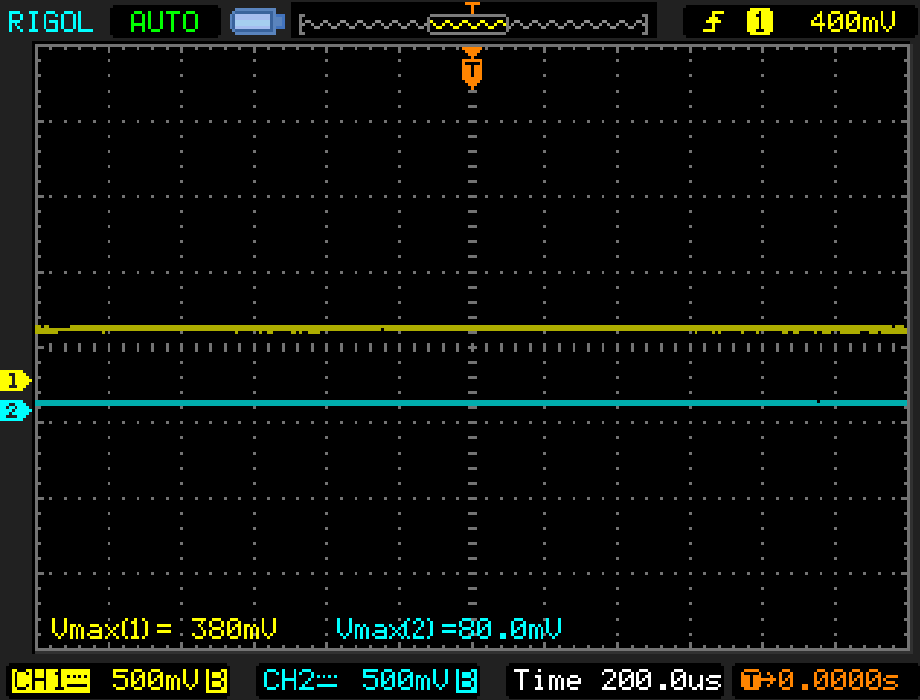 RIGOL AUTO T 1 400mV
T
1
2
Vmax(1)= 380mV Vmax(2)=80.0mV
CH1 500mV B CH2 500mV B Time 200.0us T→0.0000s